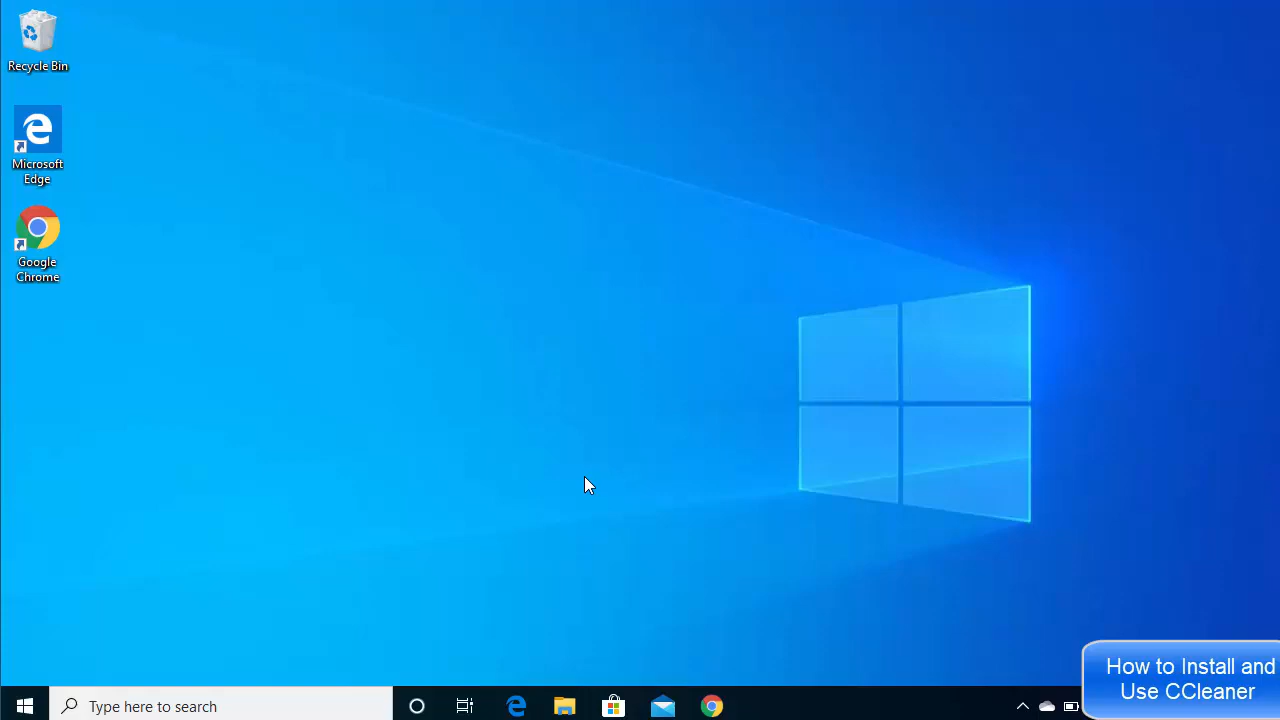 Recycle Bin
Microsoft
Edge
Google
Chrome
How to Install and
Use CCleaner
Type here to search